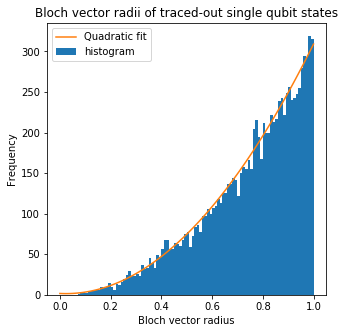 Bloch vector radii of traced-out single qubit states
Quadratic fit
histogram
Frequency
300
250
200
150
100
50
0
0.0 0.2 0.4 0.6 0.8 1.0
Bloch vector radius